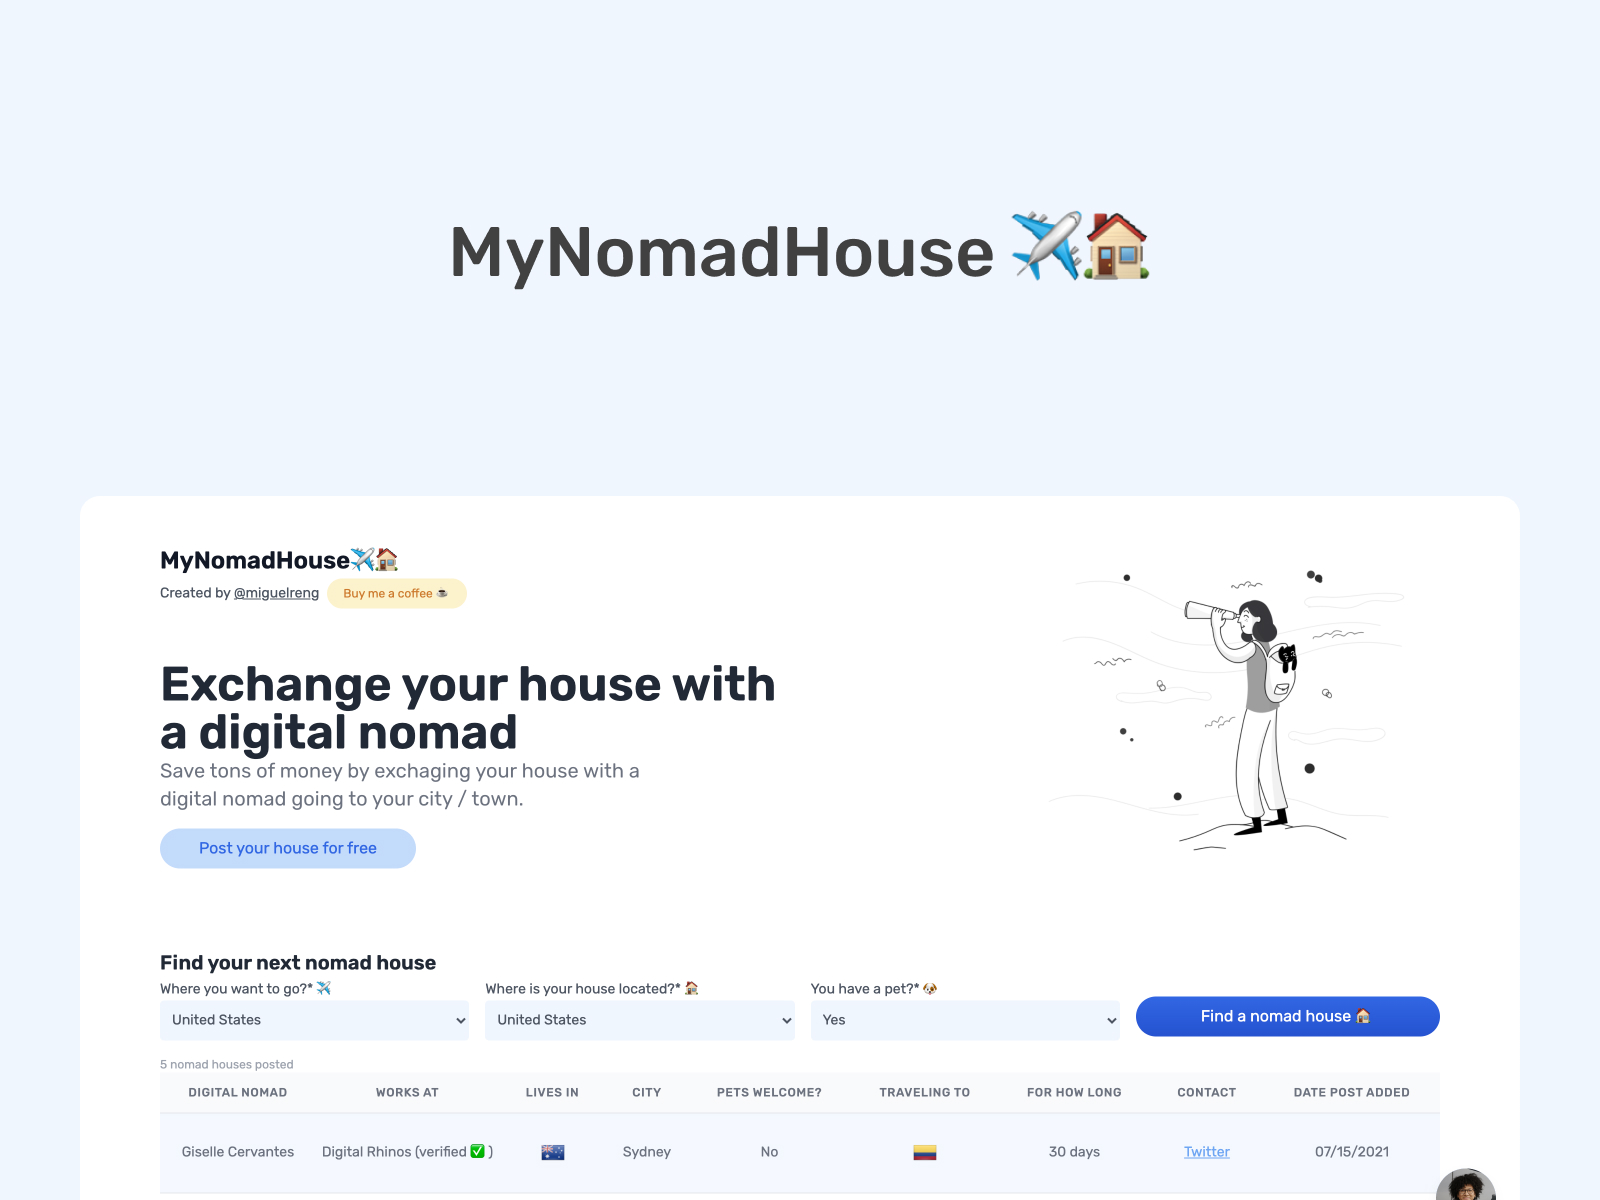 MyNomadHouse ✈️🏠
MyNomadHouse✈️🏠
Created by @miguelreng Buy me a coffee ☕
Exchange your house with
a digital nomad
Save tons of money by exchaging your house with a
digital nomad going to your city / town.
Post your house for free
Find your next nomad house
Where you want to go?* ✈️ Where is your house located?* 🏠 You have a pet?* 🐶
United States United States Yes Find a nomad house 🏠
5 nomad houses posted
DIGITAL NOMAD WORKS AT LIVES IN CITY PETS WELCOME? TRAVELING TO FOR HOW LONG CONTACT DATE POST ADDED
Giselle Cervantes Digital Rhinos (verified ✅ ) 🇦🇺 Sydney No 🇨🇴 30 days Twitter 07/15/2021